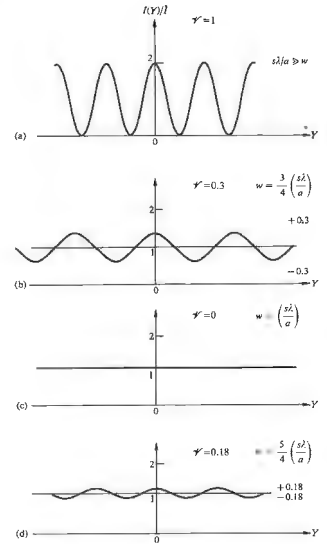 I(Y)/Ī
𝒱 = 1
sλ/a ≫ w
2
(a)
0
Y
𝒱 = 0.3
w = 3/4 (sλ/a)
+0.3
2
1
−0.3
(b)
0
Y
𝒱 = 0
w = (sλ/a)
2
1
(c)
0
Y
𝒱 = 0.18
5/4 (sλ/a)
2
+0.18
1
−0.18
(d)
0
Y